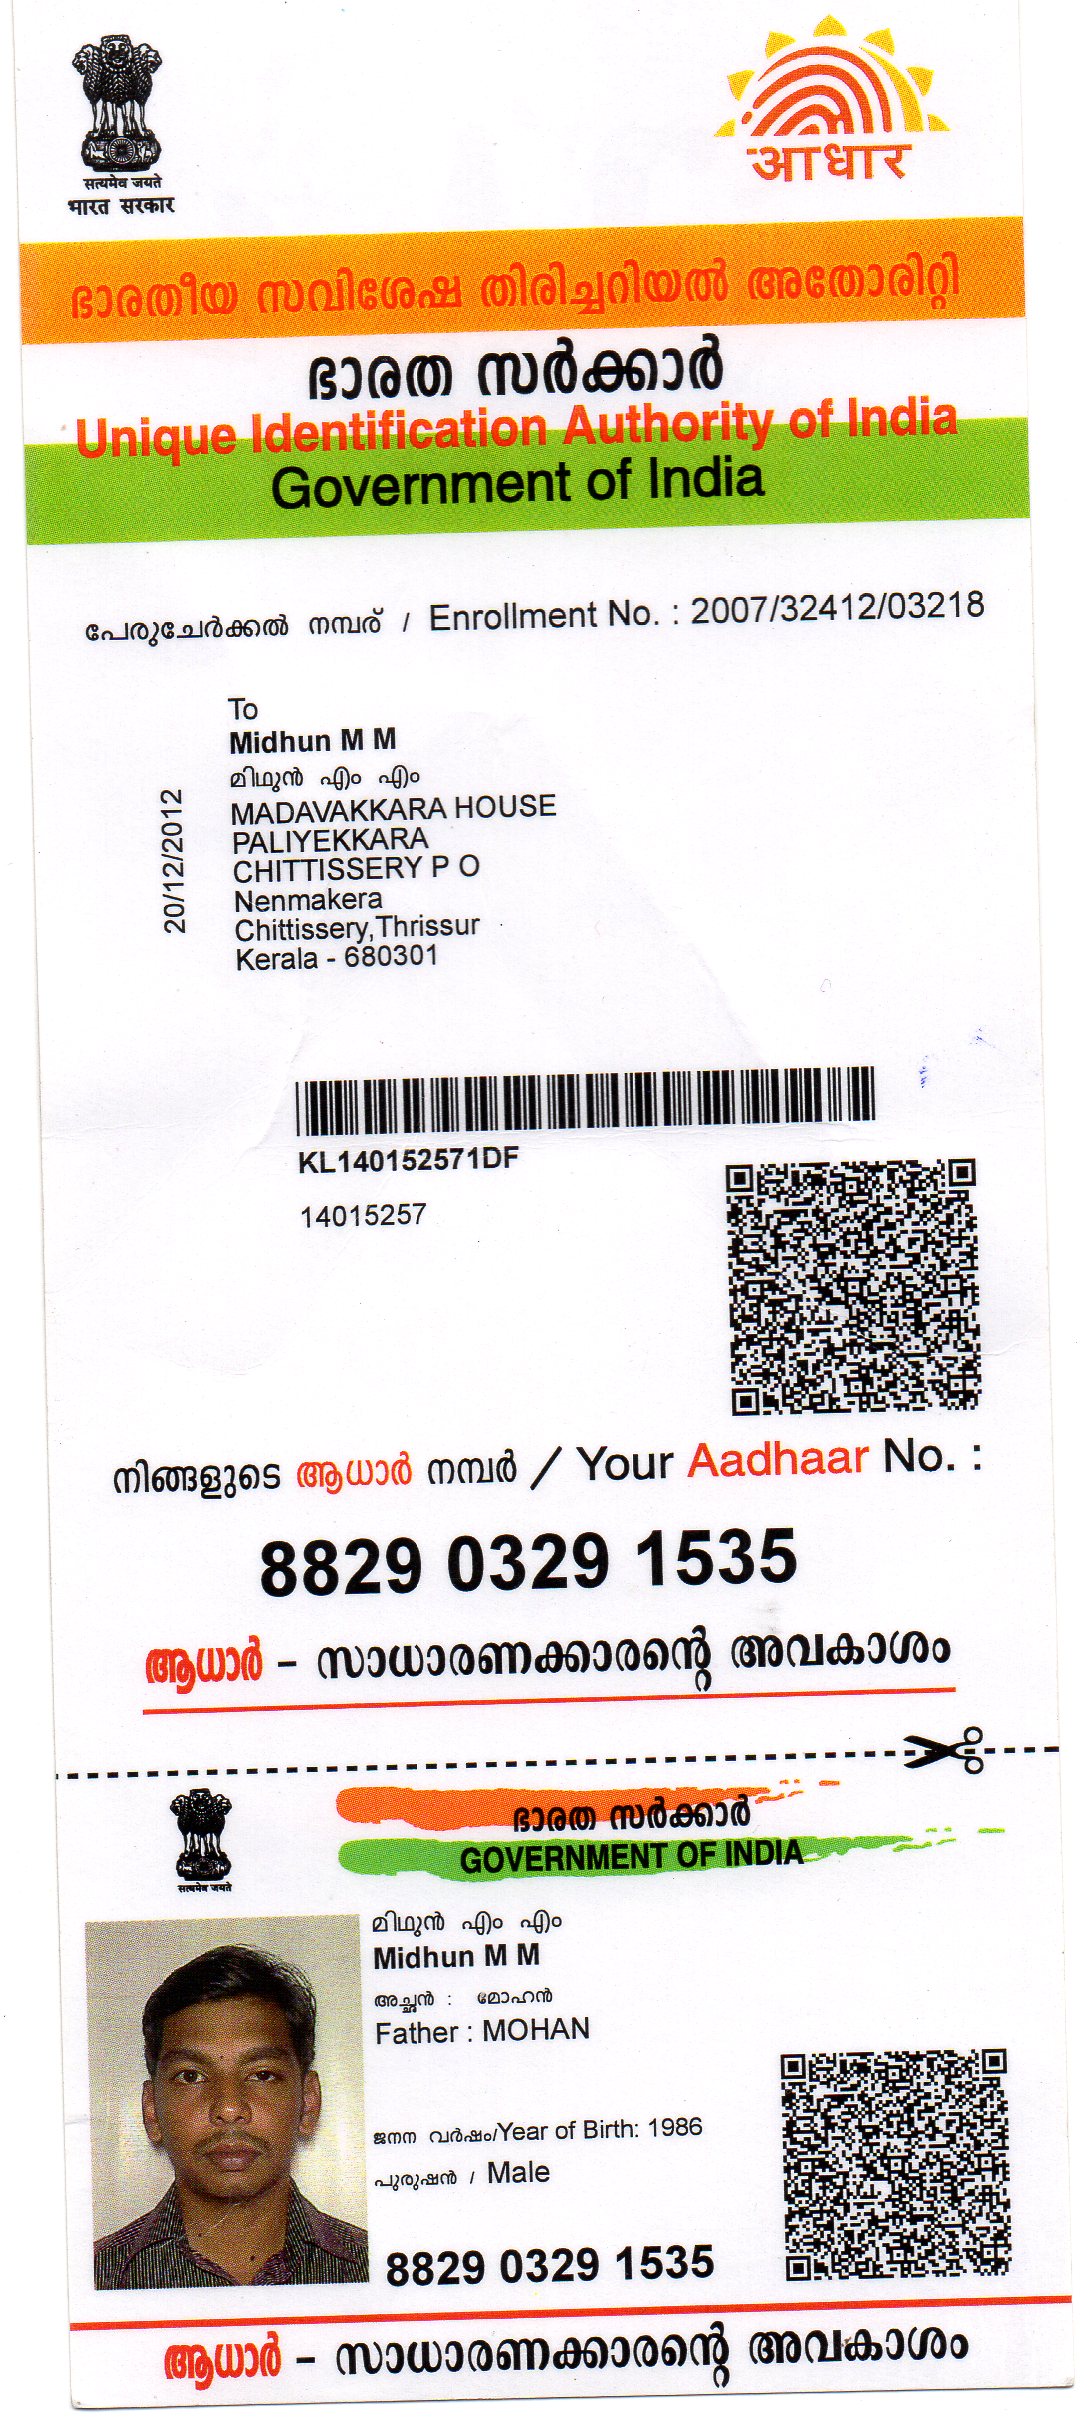 आधार
सत्यमेव जयते
भारत सरकार
ഭാരതീയ സവിശേഷ തിരിച്ചറിയൽ അതോരിറ്റി
ഭാരത സർക്കാർ
Unique Identification Authority of India
Government of India
പേരുചേർക്കൽ നമ്പര് / Enrollment No. : 2007/32412/03218
To
Midhun M M
മിഥുൻ എം എം
MADAVAKKARA HOUSE
PALIYEKKARA
CHITTISSERY P O
Nenmakera
Chittissery,Thrissur
Kerala - 680301
20/12/2012
KL140152571DF
14015257
നിങ്ങളുടെ ആധാർ നമ്പർ / Your Aadhaar No. :
8829 0329 1535
ആധാർ – സാധാരണക്കാരന്റെ അവകാശം
ഭാരത സർക്കാർ
GOVERNMENT OF INDIA
सत्यमेव जयते
മിഥുൻ എം എം
Midhun M M
അച്ഛൻ : മോഹൻ
Father : MOHAN
ജനന വർഷം/Year of Birth: 1986
പുരുഷൻ / Male
8829 0329 1535
ആധാർ – സാധാരണക്കാരന്റെ അവകാശം